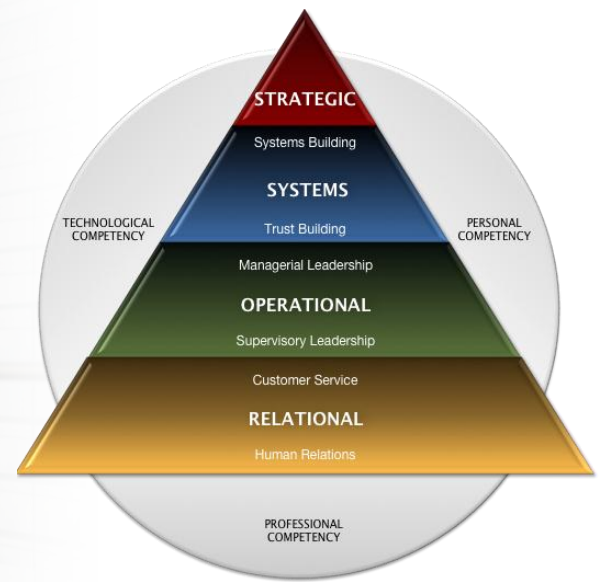 STRATEGIC
Systems Building
SYSTEMS
TECHNOLOGICAL
COMPETENCY
PERSONAL
COMPETENCY
Trust Building
Managerial Leadership
OPERATIONAL
Supervisory Leadership
Customer Service
RELATIONAL
Human Relations
PROFESSIONAL
COMPETENCY